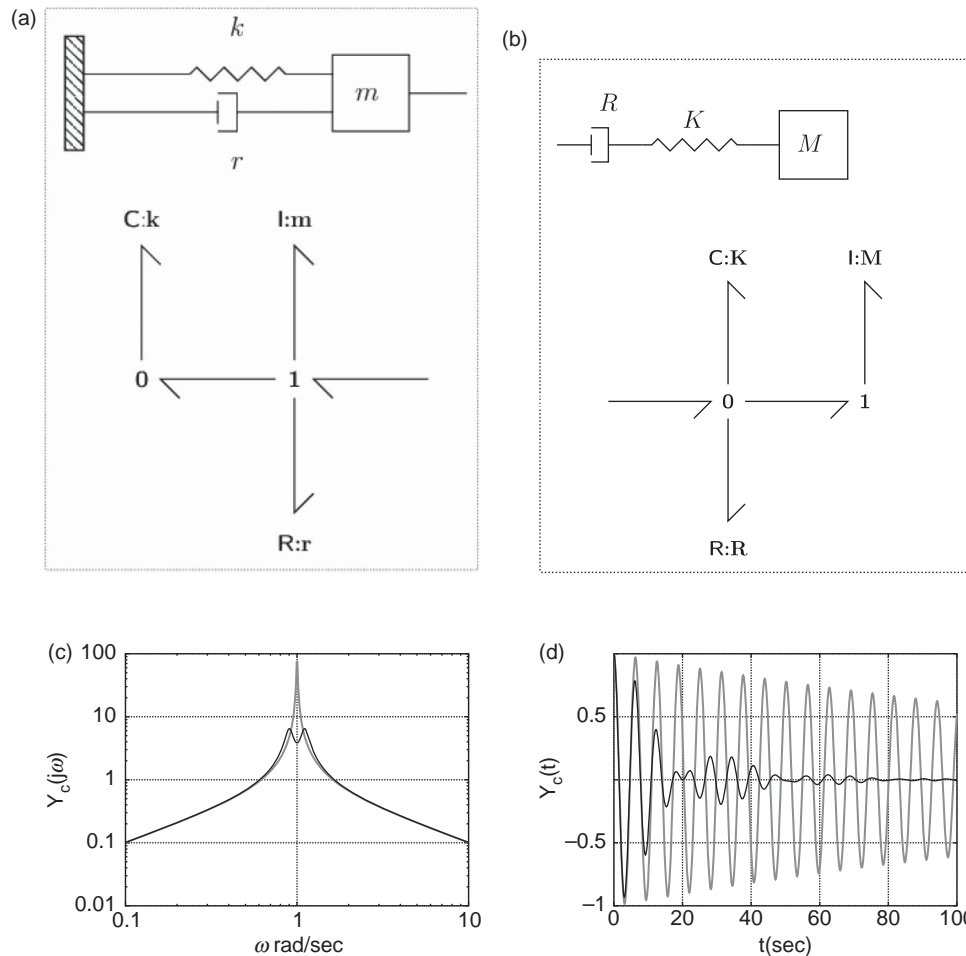 (a)
k
m
r
C:k
I:m
0
1
R:r
(b)
R
K
M
C:K
I:M
0
1
R:R
(c)
100
10
1
0.1
0.01
Y_c(jω)
0.1
1
10
ω rad/sec
(d)
0.5
−0.5
−1
Y_c(t)
0
20
40
60
80
100
t(sec)